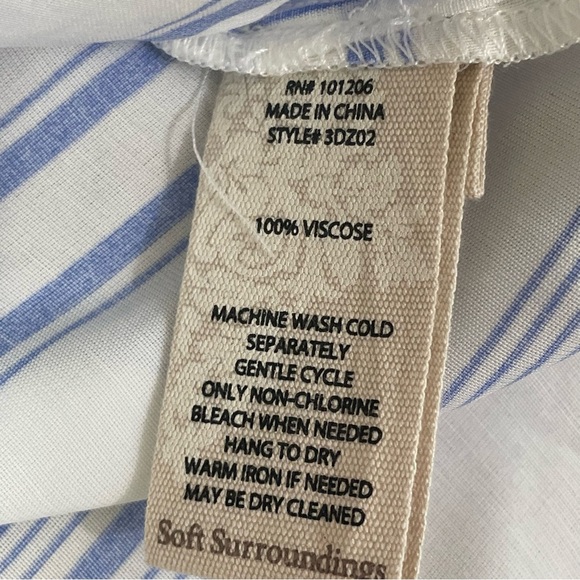 RN# 101206
MADE IN CHINA
STYLE# 3DZ02
100% VISCOSE
MACHINE WASH COLD
SEPARATELY
GENTLE CYCLE
ONLY NON-CHLORINE
BLEACH WHEN NEEDED
HANG TO DRY
WARM IRON IF NEEDED
MAY BE DRY CLEANED
Soft Surroundings